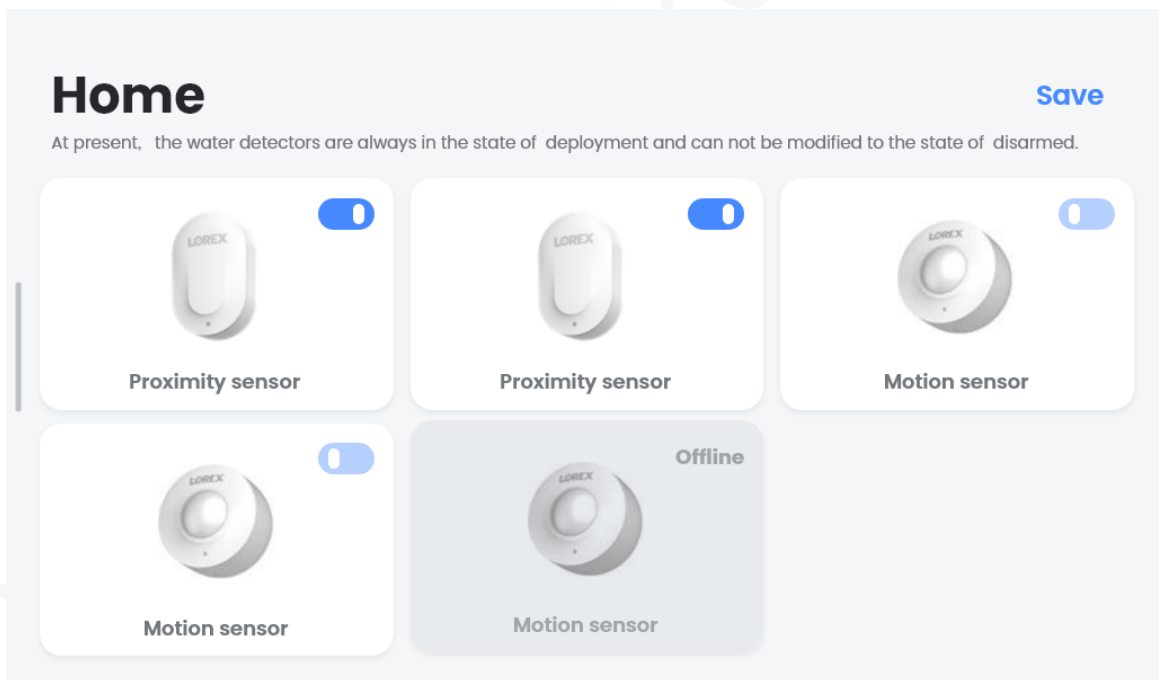 Home
Save
At present,  the water detectors are always in the state of  deployment and can not be modified to the state of  disarmed.
LOREX
Proximity sensor
LOREX
Proximity sensor
LOREX
Motion sensor
LOREX
Motion sensor
Offline
LOREX
Motion sensor